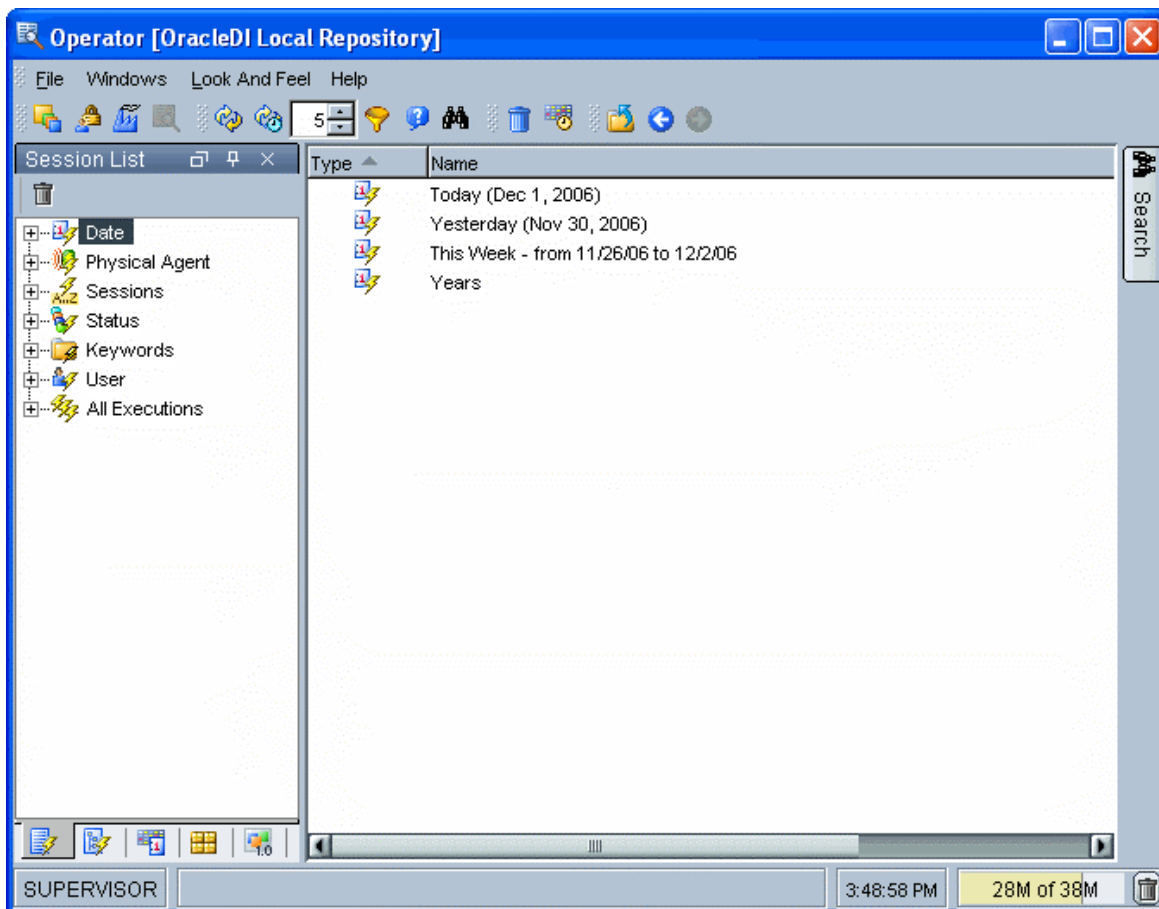 Operator [OracleDI Local Repository]
File Windows Look And Feel Help
5
Session List
Type Name
Today (Dec 1, 2006)
Yesterday (Nov 30, 2006)
This Week - from 11/26/06 to 12/2/06
Years
Date
Physical Agent
A...Z Sessions
Status
Keywords
User
All Executions
Search
1.0
SUPERVISOR 3:48:58 PM 28M of 38M